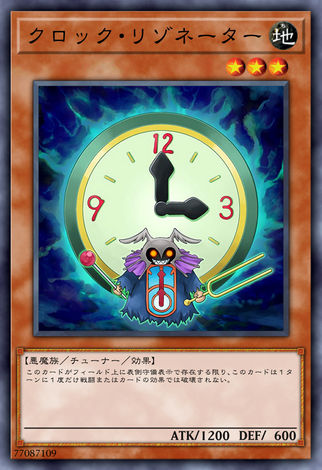 クロック・リゾネーター
地
12
9
3
【悪魔族／チューナー／効果】
このカードがフィールド上に表側守備表示で存在する限り、このカードは１タ
ーンに１度だけ戦闘またはカードの効果では破壊されない。
ATK/1200 DEF/ 600
77087109